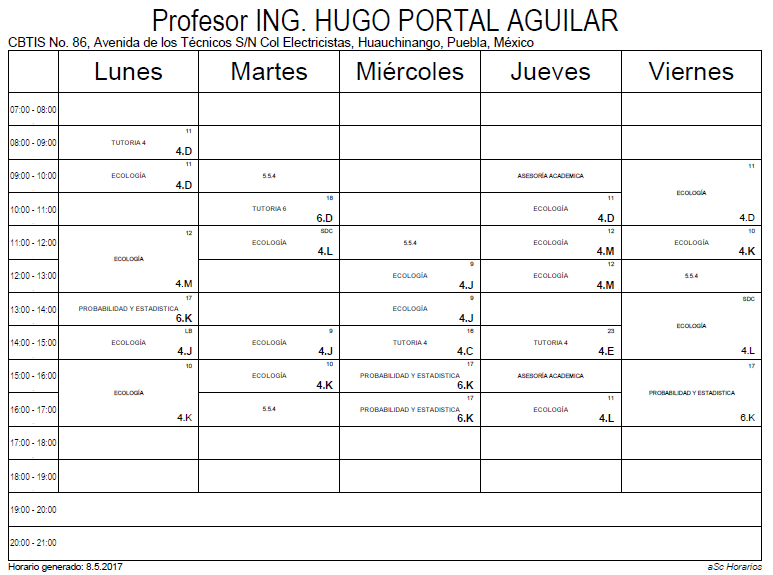 Profesor ING. HUGO PORTAL AGUILAR
CBTIS No. 86, Avenida de los Técnicos S/N Col Electricistas, Huauchinango, Puebla, México
Lunes Martes Miércoles Jueves Viernes
07:00 - 08:00
08:00 - 09:00
11
TUTORIA 4
4.D
09:00 - 10:00
11
ECOLOGÍA
4.D
5.5.4
ASESORÍA ACADEMICA
11
ECOLOGÍA
4.D
10:00 - 11:00
18
TUTORIA 6
6.D
11
ECOLOGÍA
4.D
11:00 - 12:00
12
ECOLOGÍA
4.M
SDC
ECOLOGÍA
4.L
5.5.4
12
ECOLOGÍA
4.M
10
ECOLOGÍA
4.K
12:00 - 13:00
9
ECOLOGÍA
4.J
12
ECOLOGÍA
4.M
5.5.4
13:00 - 14:00
17
PROBABILIDAD Y ESTADISTICA
6.K
9
ECOLOGÍA
4.J
SDC
ECOLOGÍA
4.L
14:00 - 15:00
LB
ECOLOGÍA
4.J
9
ECOLOGÍA
4.J
16
TUTORIA 4
4.C
23
TUTORIA 4
4.E
15:00 - 16:00
10
ECOLOGÍA
4.K
10
ECOLOGÍA
4.K
17
PROBABILIDAD Y ESTADISTICA
6.K
ASESORÍA ACADEMICA
17
PROBABILIDAD Y ESTADISTICA
6.K
16:00 - 17:00
5.5.4
17
PROBABILIDAD Y ESTADISTICA
6.K
11
ECOLOGÍA
4.L
17:00 - 18:00
18:00 - 19:00
19:00 - 20:00
20:00 - 21:00
Horario generado: 8.5.2017
aSc Horarios